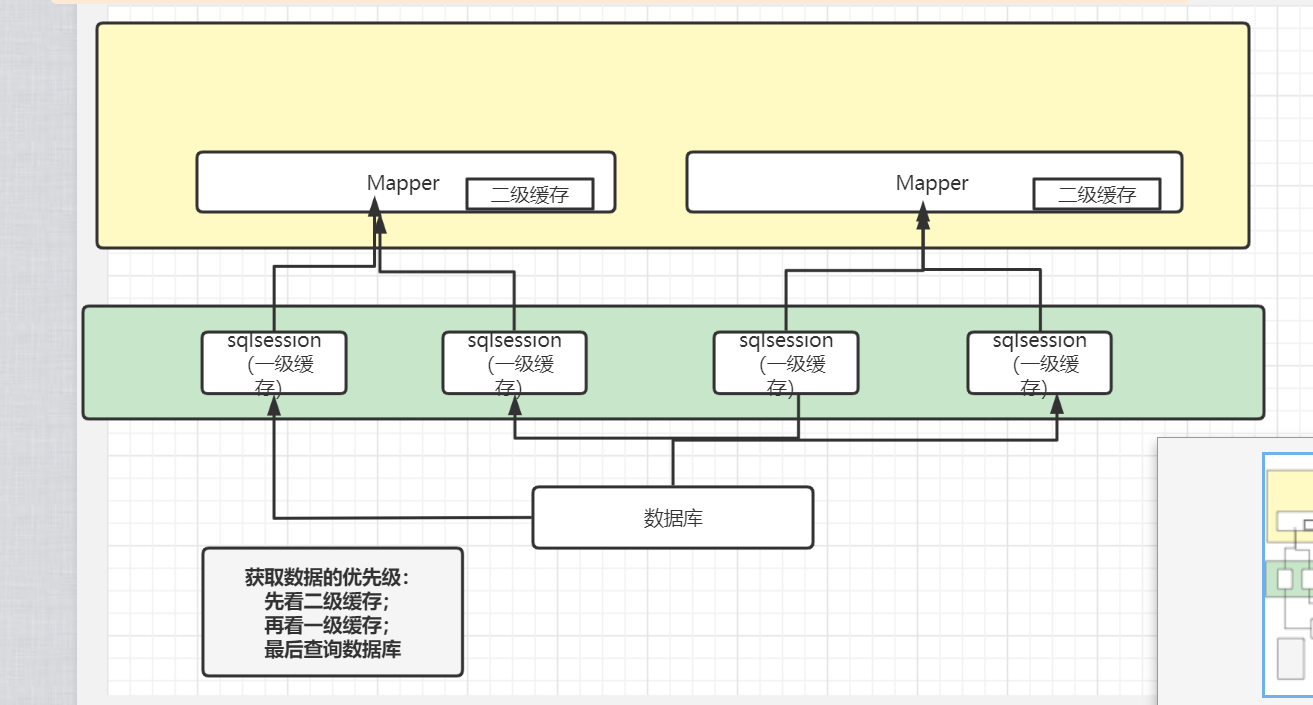 Mapper
二级缓存
Mapper
二级缓存
sqlsession
（一级缓
存）
sqlsession
（一级缓
存）
sqlsession
（一级缓
存）
sqlsession
（一级缓
存）
数据库
获取数据的优先级：
先看二级缓存；
再看一级缓存；
最后查询数据库